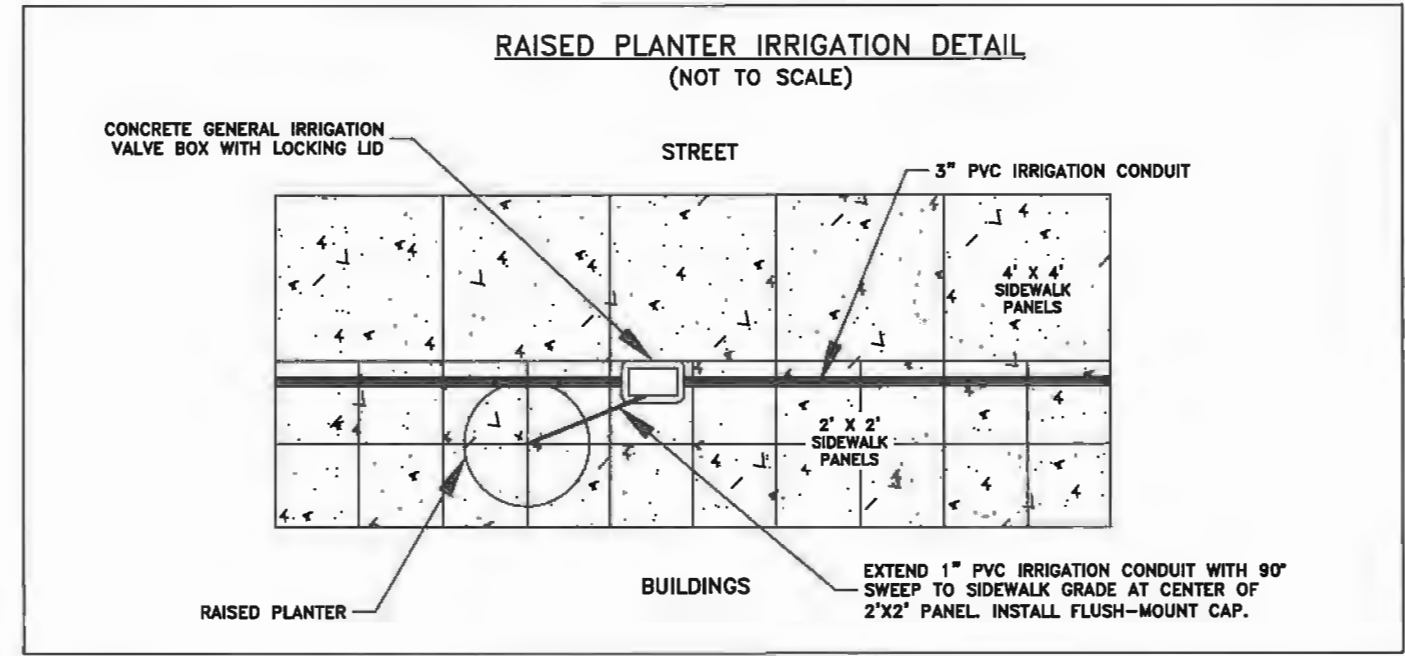 RAISED PLANTER IRRIGATION DETAIL
(NOT TO SCALE)
CONCRETE GENERAL IRRIGATION
VALVE BOX WITH LOCKING LID
STREET
3" PVC IRRIGATION CONDUIT
4' X 4'
SIDEWALK
PANELS
2' X 2'
SIDEWALK
PANELS
RAISED PLANTER
BUILDINGS
EXTEND 1" PVC IRRIGATION CONDUIT WITH 90°
SWEEP TO SIDEWALK GRADE AT CENTER OF
2'X2' PANEL. INSTALL FLUSH-MOUNT CAP.